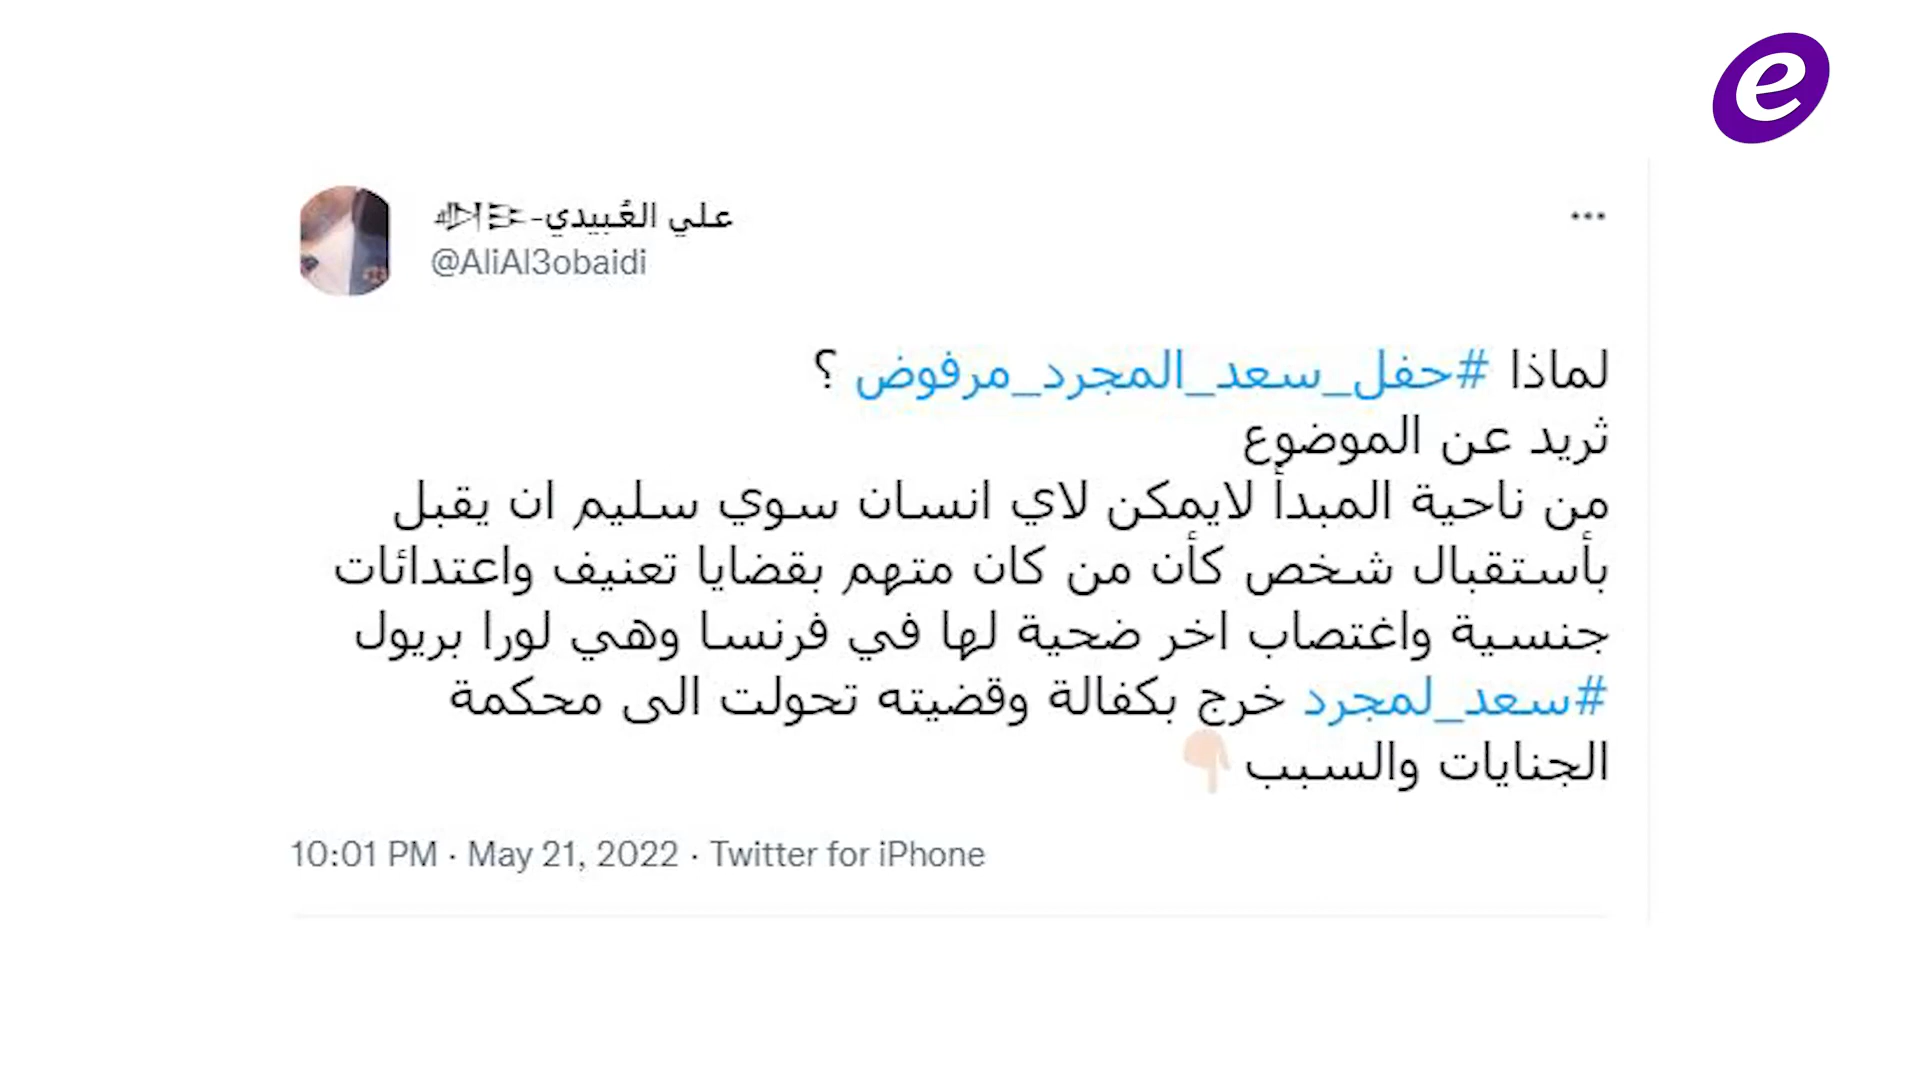 e
علي العُبيدي-
@AliAl3obaidi
لماذا #حفل_سعد_المجرد_مرفوض ؟
ثريد عن الموضوع
من ناحية المبدأ لايمكن لاي انسان سوي سليم ان يقبل
بأستقبال شخص كأن من كان متهم بقضايا تعنيف واعتدائات
جنسية واغتصاب اخر ضحية لها في فرنسا وهي لورا بريول
#سعد_لمجرد خرج بكفالة وقضيته تحولت الى محكمة
الجنايات والسبب👇🏻
10:01 PM · May 21, 2022 · Twitter for iPhone